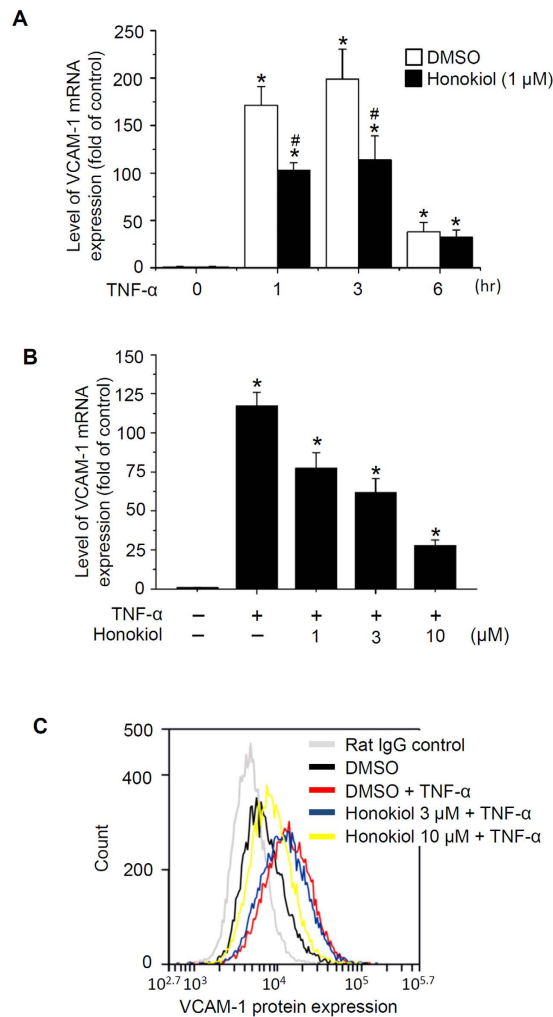 A
Level of VCAM-1 mRNA
expression (fold of control)
250
200
150
100
50
0
DMSO
Honokiol (1 µM)
*
#
*
*
#
*
*
*
TNF-α 0 1 3 6 (hr)
B
Level of VCAM-1 mRNA
expression (fold of control)
150
125
100
75
50
25
0
*
*
*
*
TNF-α – + + + +
Honokiol – – 1 3 10 (µM)
C
Count
500
400
200
0
Rat IgG control
DMSO
DMSO + TNF-α
Honokiol 3 µM + TNF-α
Honokiol 10 µM + TNF-α
10^2.7 10^3 10^4 10^5 10^5.7
VCAM-1 protein expression